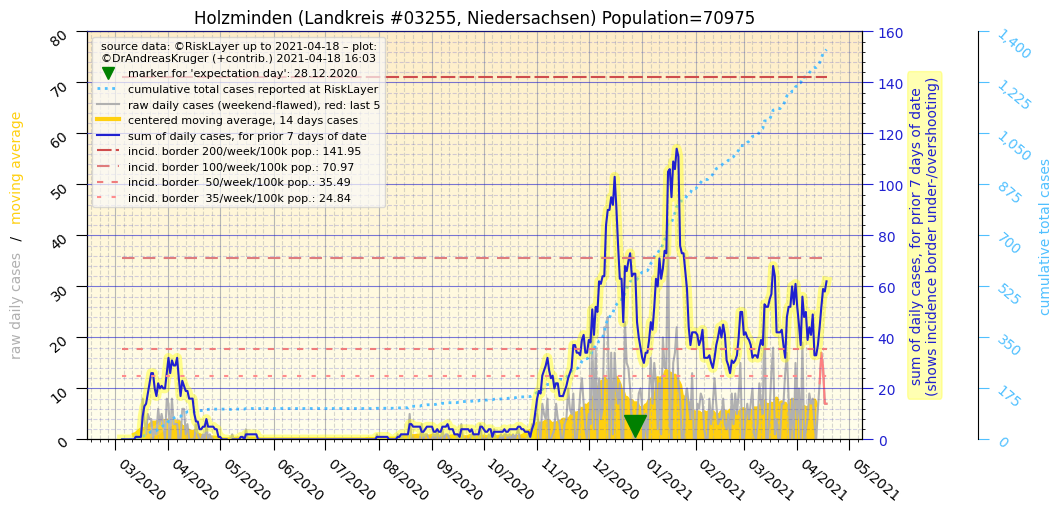 Holzminden (Landkreis #03255, Niedersachsen) Population=70975
source data: ©RiskLayer up to 2021-04-18 – plot:
©DrAndreasKruger (+contrib.) 2021-04-18 16:03
marker for 'expectation day': 28.12.2020
cumulative total cases reported at RiskLayer
raw daily cases (weekend-flawed), red: last 5
centered moving average, 14 days cases
sum of daily cases, for prior 7 days of date
incid. border 200/week/100k pop.: 141.95
incid. border 100/week/100k pop.: 70.97
incid. border  50/week/100k pop.: 35.49
incid. border  35/week/100k pop.: 24.84
raw daily cases / moving average
80
70
60
50
40
30
20
10
0
03/2020
04/2020
05/2020
06/2020
07/2020
08/2020
09/2020
10/2020
11/2020
12/2020
01/2021
02/2021
03/2021
04/2021
05/2021
160
140
120
100
80
60
40
20
0
sum of daily cases, for prior 7 days of date
(shows incidence border under-/overshooting)
1,400
1,225
1,050
875
700
525
350
175
0
cumulative total cases